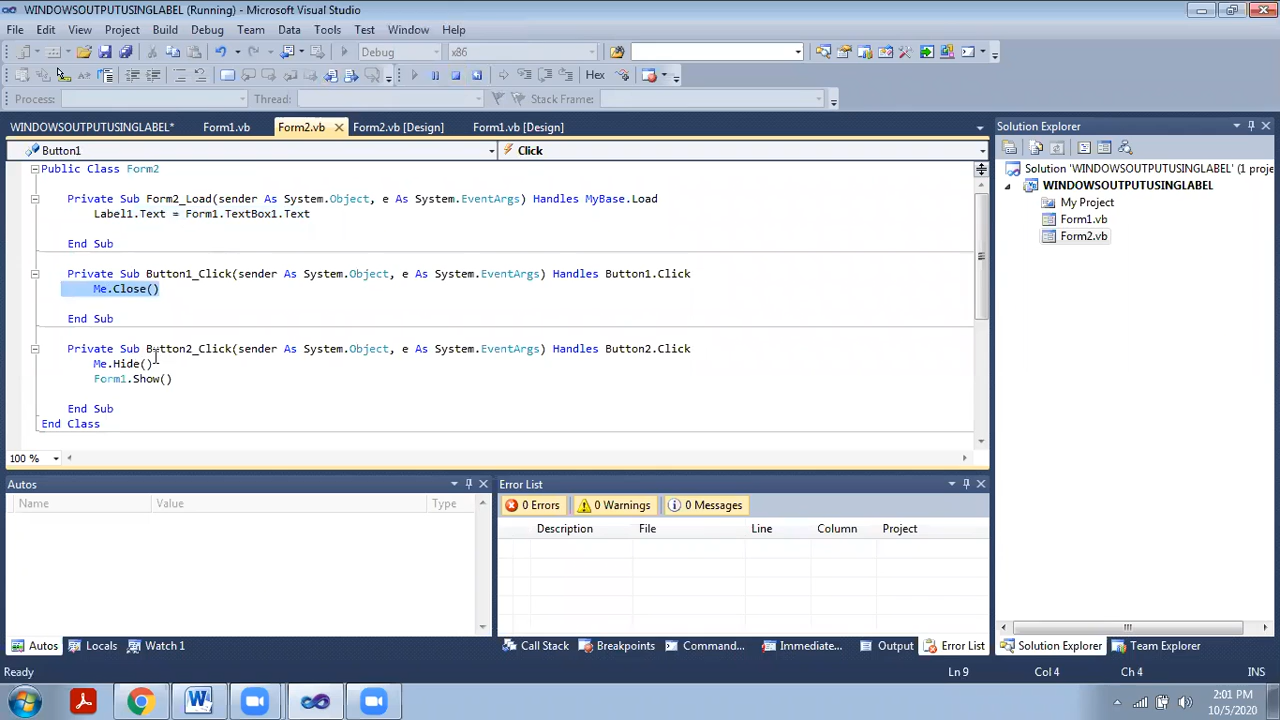 WINDOWSOUTPUTUSINGLABEL (Running) - Microsoft Visual Studio
File Edit View Project Build Debug Team Data Tools Test Window Help
Debug x86
Hex
Process: Thread: Stack Frame:
WINDOWSOUTPUTUSINGLABEL* Form1.vb Form2.vb Form2.vb [Design] Form1.vb [Design]
Button1 Click
Public Class Form2
Private Sub Form2_Load(sender As System.Object, e As System.EventArgs) Handles MyBase.Load
Label1.Text = Form1.TextBox1.Text
End Sub
Private Sub Button1_Click(sender As System.Object, e As System.EventArgs) Handles Button1.Click
Me.Close()
End Sub
Private Sub Button2_Click(sender As System.Object, e As System.EventArgs) Handles Button2.Click
Me.Hide()
Form1.Show()
End Sub
End Class
100 %
Solution Explorer
Solution 'WINDOWSOUTPUTUSINGLABEL' (1 proje
WINDOWSOUTPUTUSINGLABEL
My Project
Form1.vb
Form2.vb
Autos
Name Value Type
Error List
0 Errors 0 Warnings 0 Messages
Description File Line Column Project
Autos Locals Watch 1
Call Stack Breakpoints Command... Immediate... Output Error List
Solution Explorer Team Explorer
Ready Ln 9 Col 4 Ch 4 INS
2:01 PM
10/5/2020